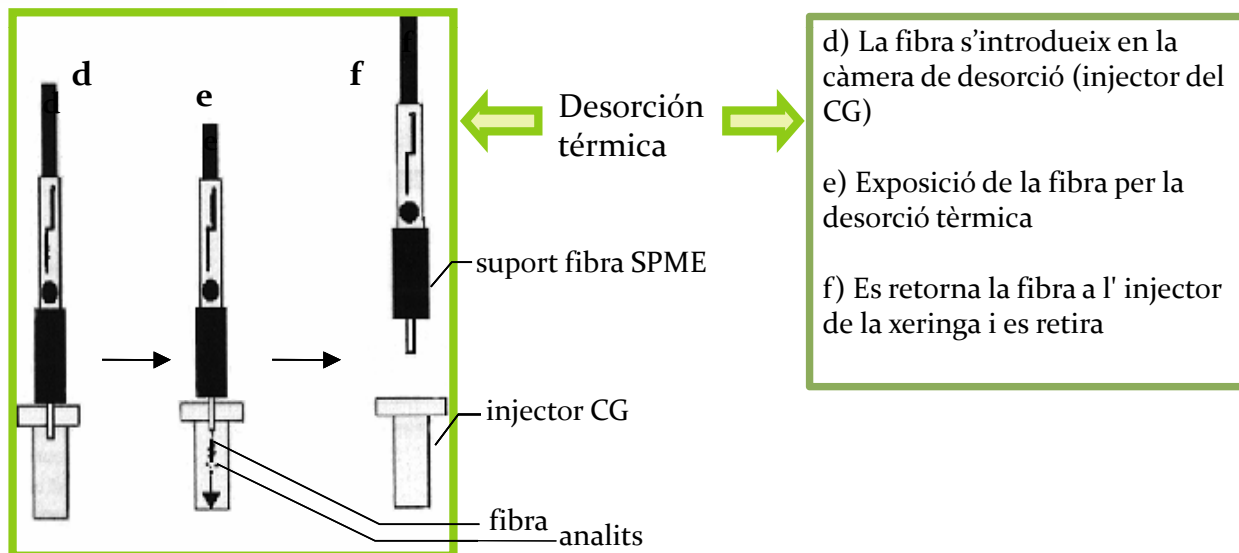 d
e
f
d
e
f
Desorción
térmica
suport fibra SPME
injector CG
fibra
analits
d) La fibra s’introdueix en la
càmera de desorció (injector del
CG)
e) Exposició de la fibra per la
desorció tèrmica
f) Es retorna la fibra a l' injector
de la xeringa i es retira